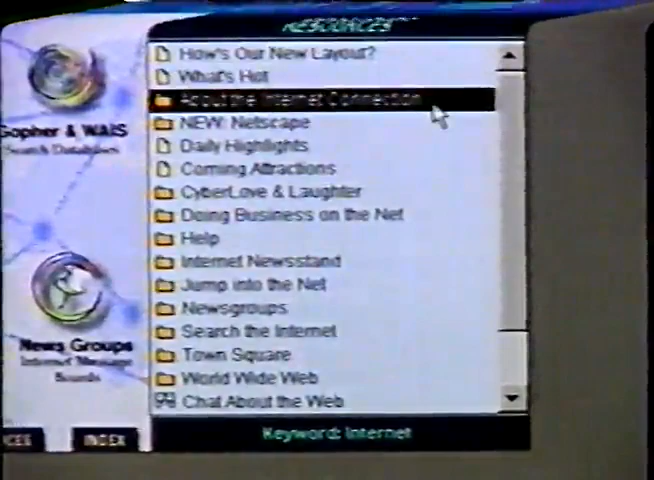 RESOURCES
How's Our New Layout?
What's Hot
About the Internet Connection
NEW: Netscape
Daily Highlights
Coming Attractions
CyberLove & Laughter
Doing Business on the Net
Help
Internet Newsstand
Jump into the Net
Newsgroups
Search the Internet
Town Square
World Wide Web
Chat About the Web
Gopher & WAIS
Search Databases
News Groups
Internet Message
Boards
INDEX
Keyword: Internet